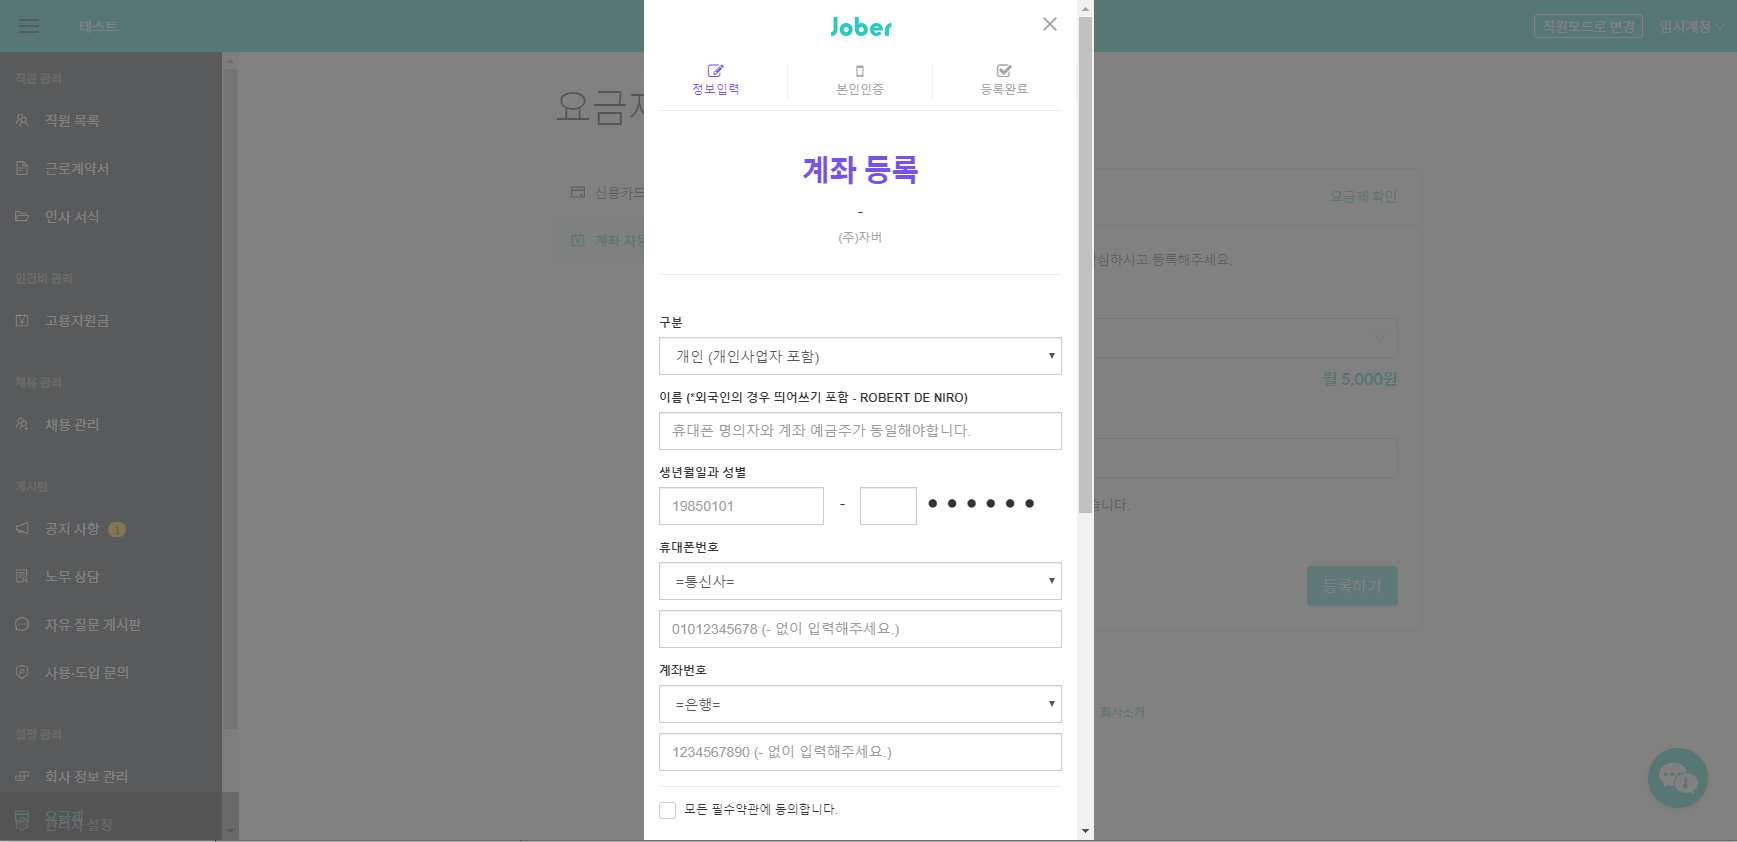 테스트
직원모드로 변경
임시계정
직원 관리
직원 목록
근로계약서
인사 서식
인건비 관리
고용지원금
채용 관리
채용 관리
게시판
공지 사항 1
노무 상담
자유 질문 게시판
사용·도입 문의
설정 관리
회사 정보 관리
요금제
관리자 설정
신용카드
계좌 자동
Jober
정보입력
본인인증
등록완료
계좌 등록
-
(주)자버
구분
개인 (개인사업자 포함)
이름 (*외국인의 경우 띄어쓰기 포함 - ROBERT DE NIRO)
휴대폰 명의자와 계좌 예금주가 동일해야합니다.
생년월일과 성별
19850101 - ● ● ● ● ● ●
휴대폰번호
=통신사=
01012345678 (- 없이 입력해주세요.)
계좌번호
=은행=
1234567890 (- 없이 입력해주세요.)
모든 필수약관에 동의합니다.
요금제 확인
심하시고 등록해주세요.
월 5,000원
습니다.
등록하기
회사소개